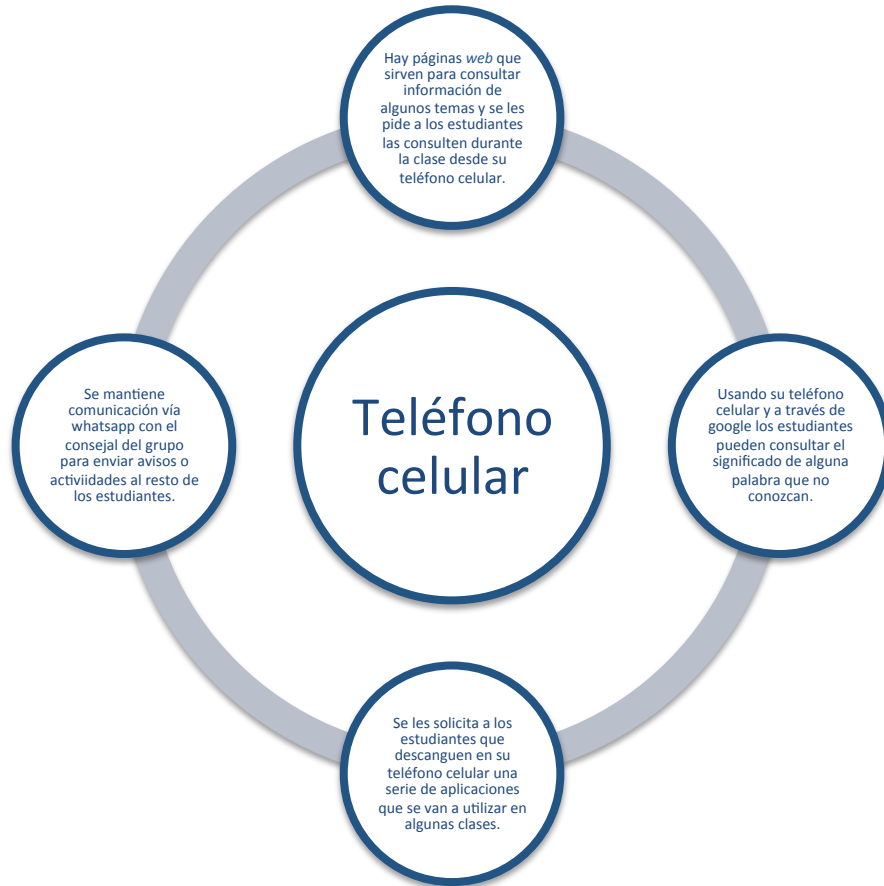 Hay páginas web que
sirven para consultar
información de
algunos temas y se les
pide a los estudiantes
las consulten durante
la clase desde su
teléfono celular.
Teléfono
celular
Usando su teléfono
celular y a través de
google los estudiantes
pueden consultar el
significado de alguna
palabra que no
conozcan.
Se les solicita a los
estudiantes que
descanguen en su
teléfono celular una
serie de aplicaciones
que se van a utilizar en
algunas clases.
Se mantiene
comunicación vía
whatsapp con el
consejal del grupo
para enviar avisos o
activiidades al resto de
los estudiantes.